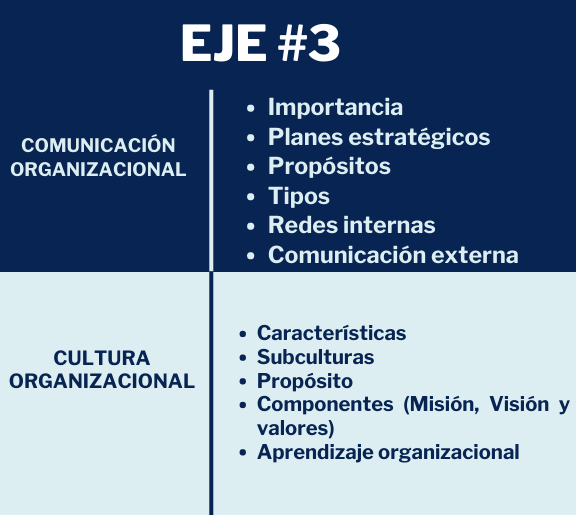 EJE #3
COMUNICACIÓN
ORGANIZACIONAL
• Importancia
• Planes estratégicos
• Propósitos
• Tipos
• Redes internas
• Comunicación externa
CULTURA
ORGANIZACIONAL
• Características
• Subculturas
• Propósito
• Componentes (Misión, Visión y
valores)
• Aprendizaje organizacional